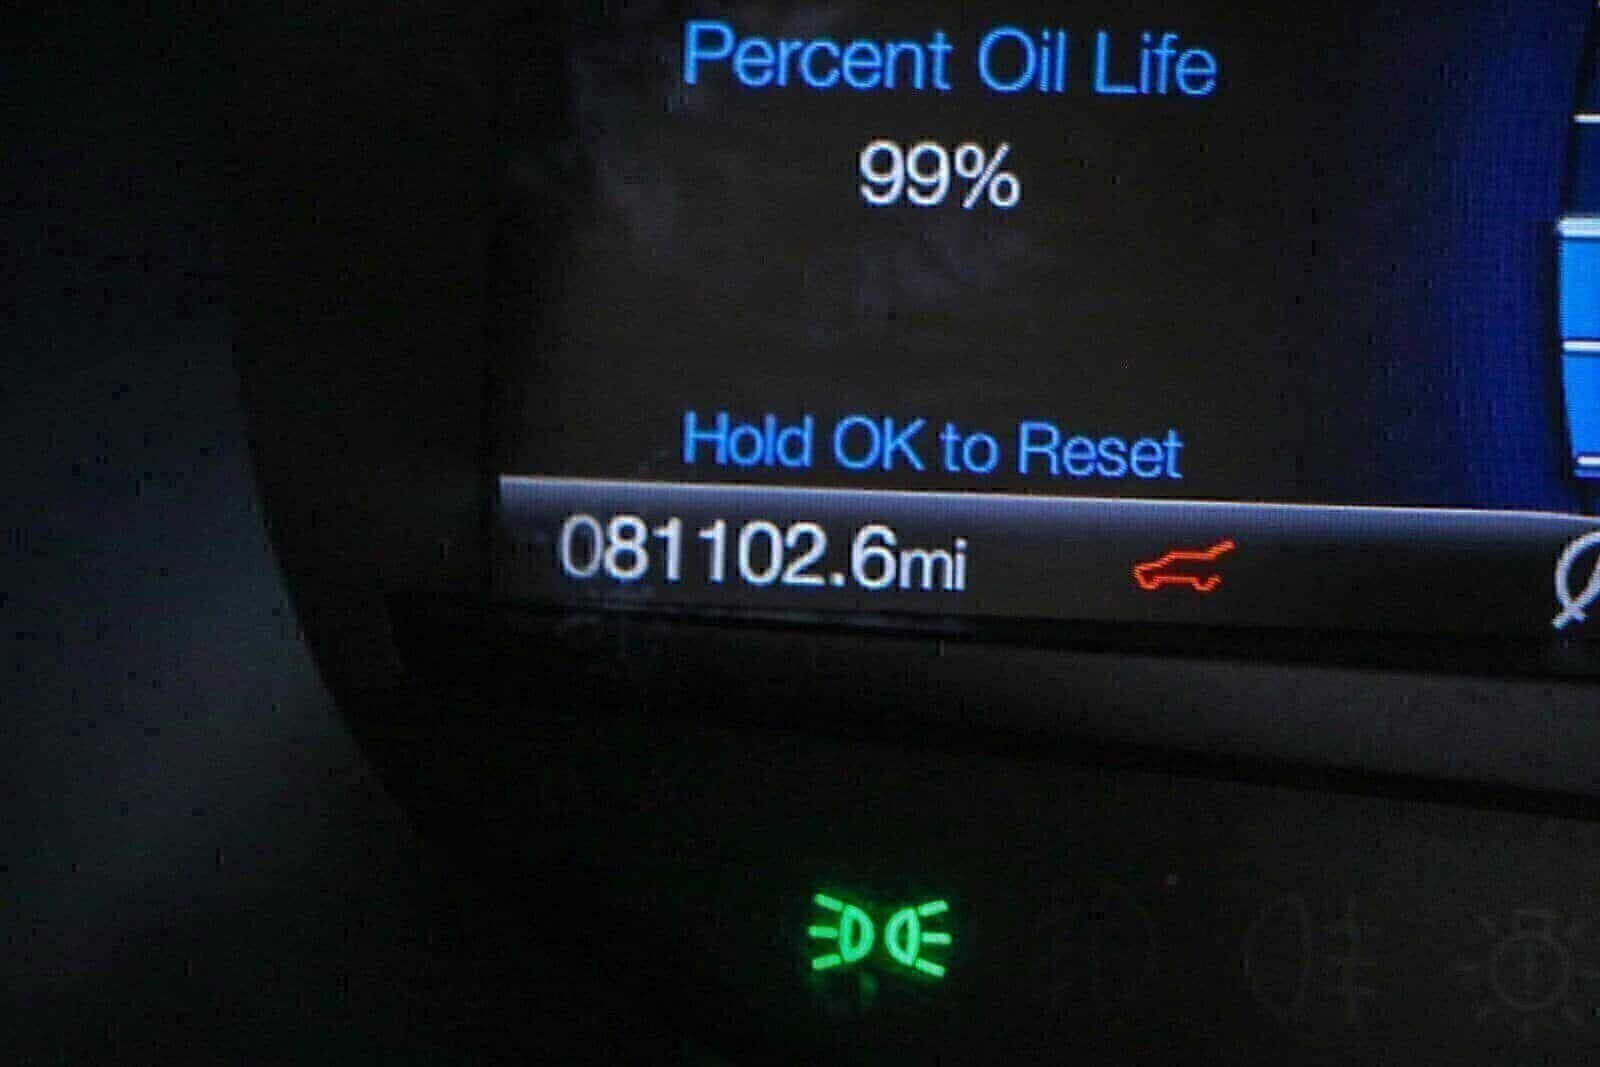 Percent Oil Life
99%
Hold OK to Reset
081102.6mi